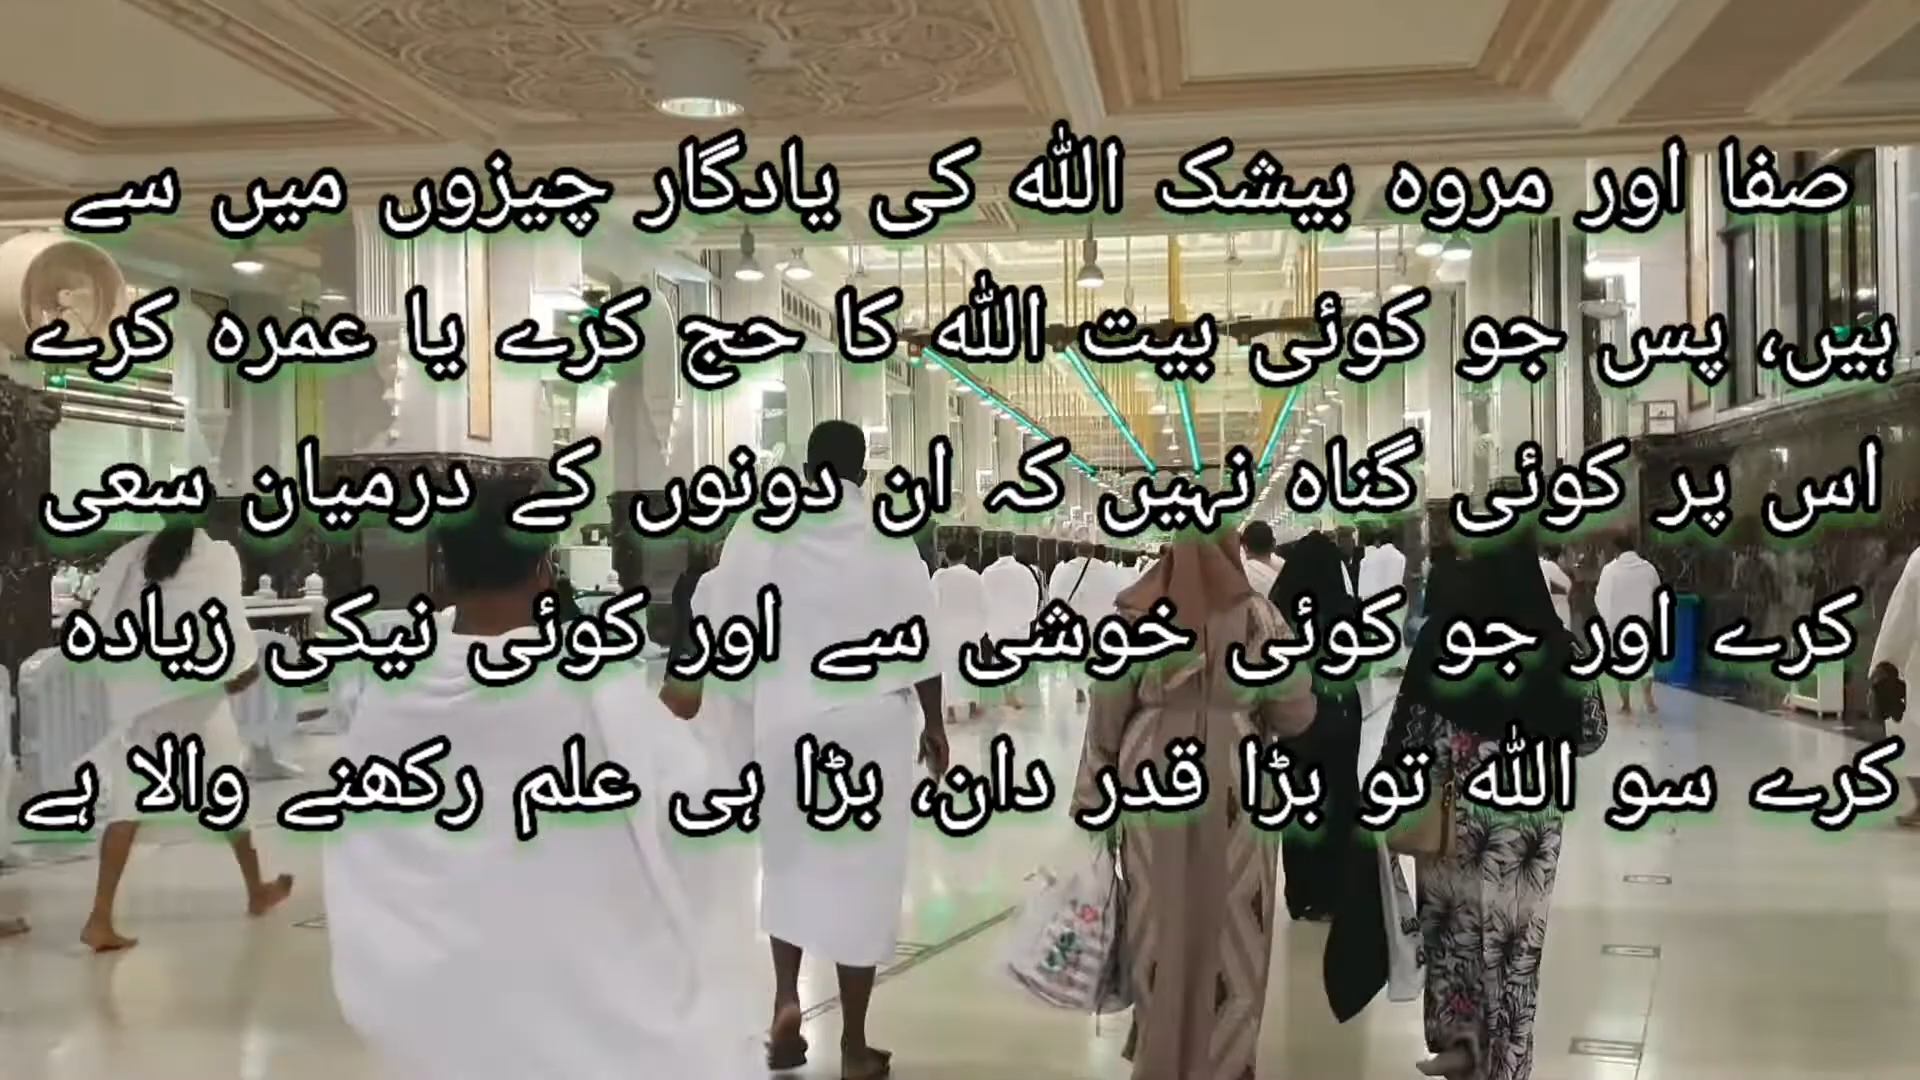 صفا اور مروہ بیشک اللہ کی یادگار چیزوں میں سے
ہیں، پس جو کوئی بیت اللہ کا حج کرے یا عمرہ کرے
اس پر کوئی گناہ نہیں کہ ان دونوں کے درمیان سعی
کرے اور جو کوئی خوشی سے اور کوئی نیکی زیادہ
کرے سو اللہ تو بڑا قدر دان، بڑا ہی علم رکھنے والا ہے